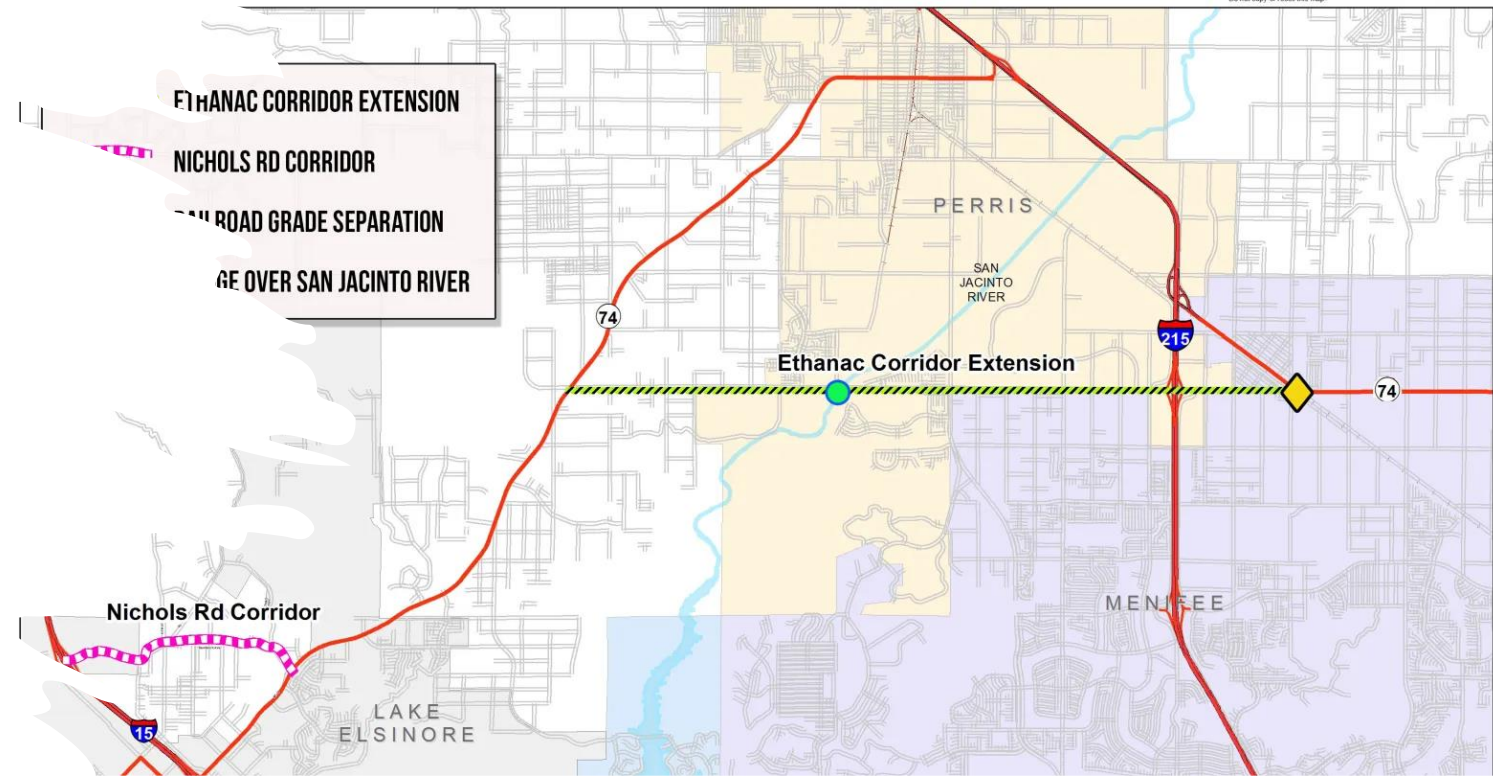 ETHANAC CORRIDOR EXTENSION
NICHOLS RD CORRIDOR
GRADE SEPARATION
OVER SAN JACINTO RIVER
PERRIS
SAN
JACINTO
RIVER
74
215
Ethanac Corridor Extension
74
Nichols Rd Corridor
MENIFEE
LAKE
ELSINORE
15